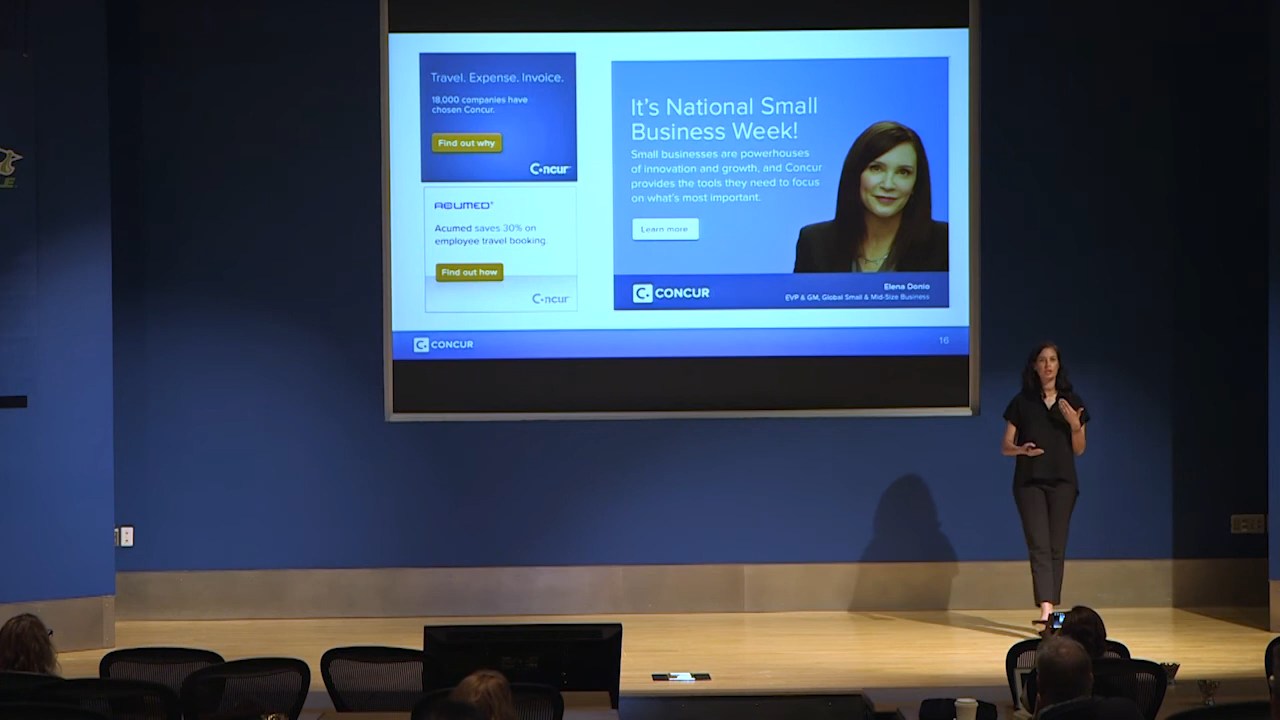 Travel. Expense. Invoice.
18,000 companies have
chosen Concur.
Find out why
C.ncur
ACUMED
Acumed saves 30% on
employee travel booking.
Find out how
C.ncur
It's National Small
Business Week!
Small businesses are powerhouses
of innovation and growth, and Concur
provides the tools they need to focus
on what's most important.
Learn more
C. CONCUR
Elena Donio
EVP & GM, Global Small & Mid-Size Business
C. CONCUR
16